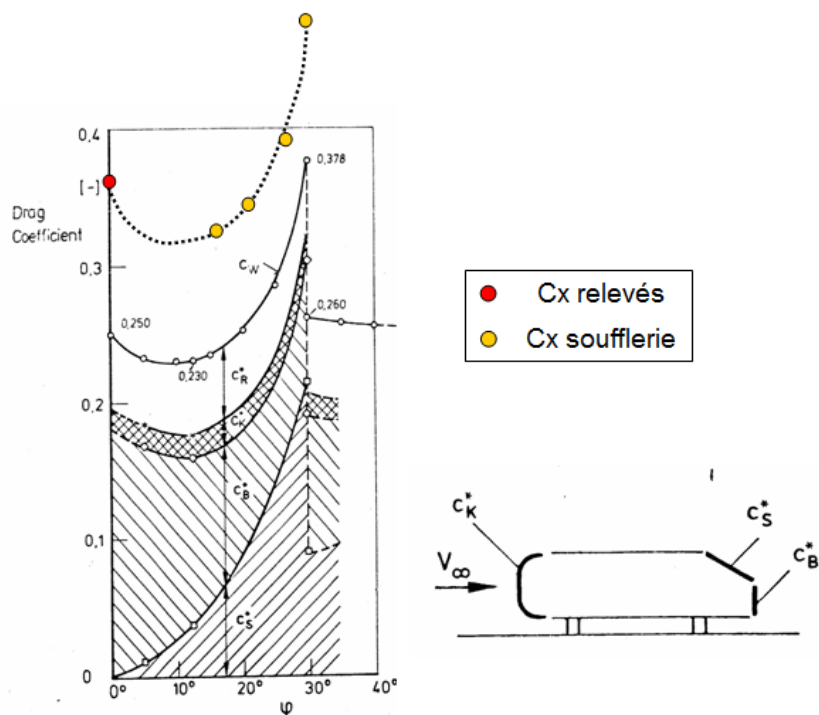 0,4
[-]
Drag
Coefficient
0,378
0,3
C_W
0,260
0,250
0,230
C*_R
0,2
C*_K
C*_B
0,1
C*_S
0
0° 10° 20° 30° 40°
φ
Cx relevés
Cx soufflerie
C*_K
C*_S
C*_B
V_∞